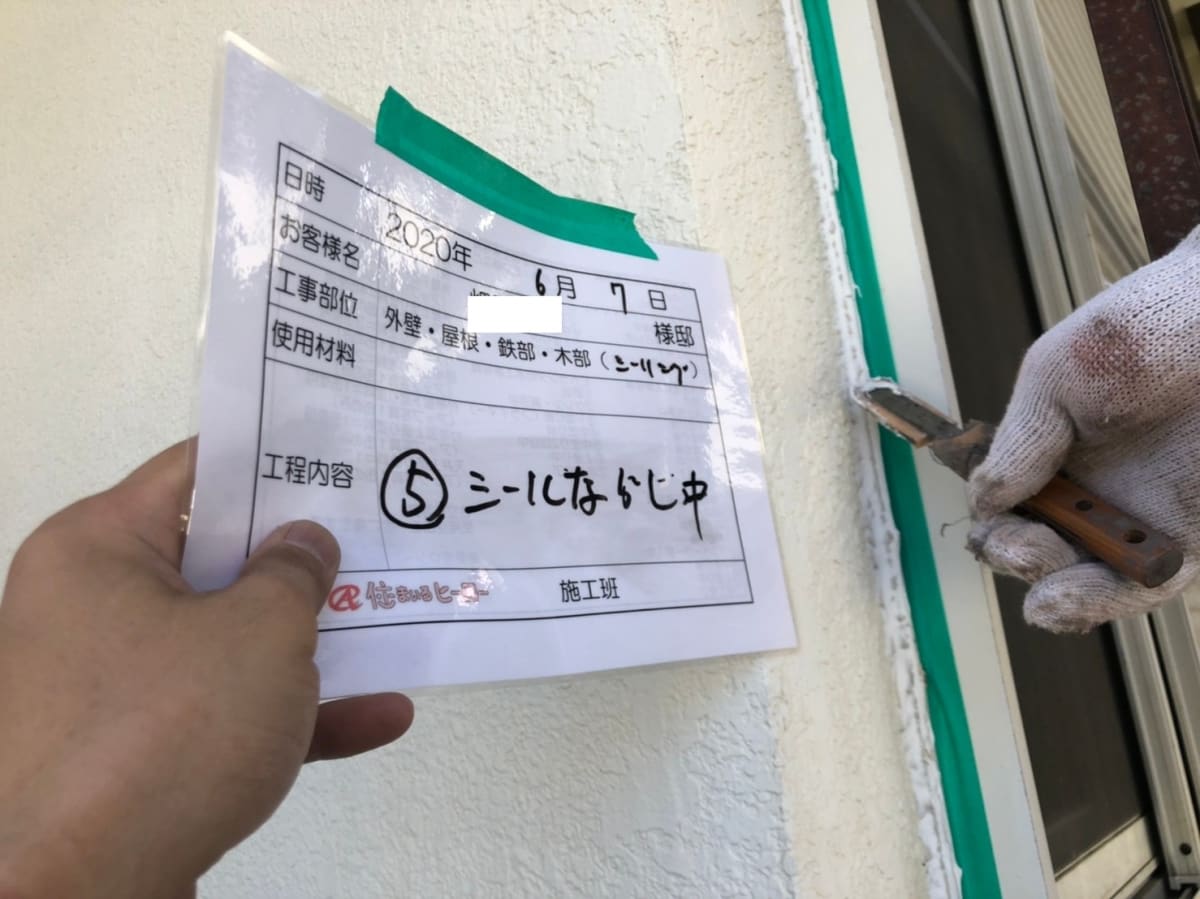 日時 2020年 6月 7日
お客様名 様邸
工事部位 外壁・屋根・鉄部・木部(シーリング)
使用材料
工程内容 ⑤シールならじ中
住まいるヒーロー 施工班